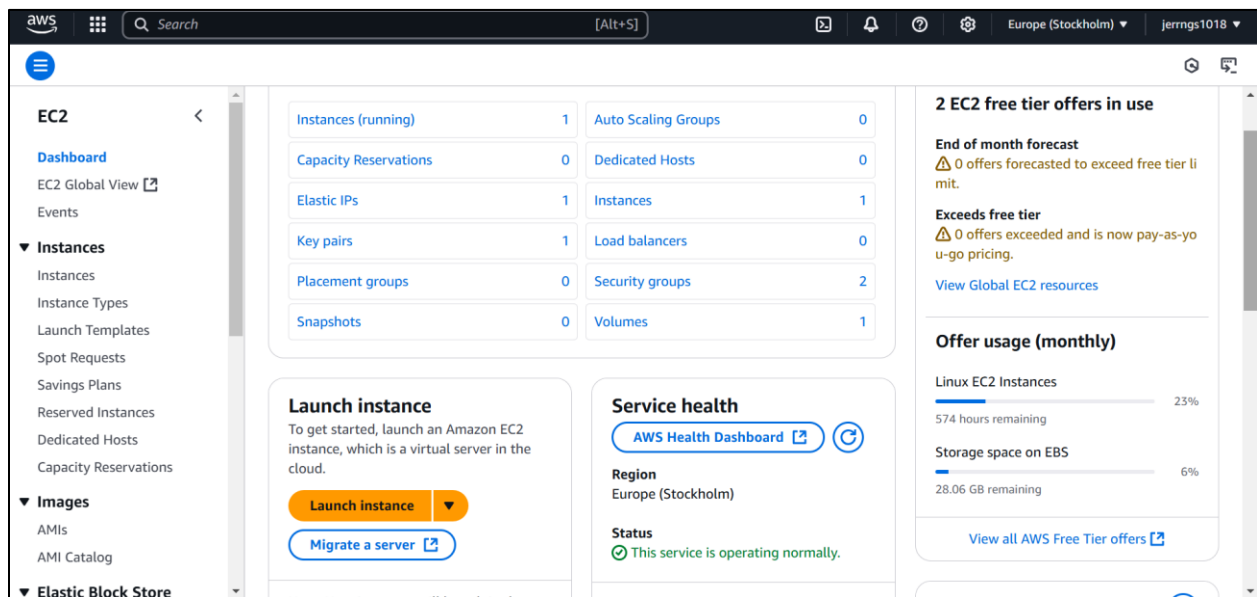 aws
Search [Alt+S]
Europe (Stockholm) ▼
jerrngs1018 ▼
EC2
Dashboard
EC2 Global View
Events
▼ Instances
Instances
Instance Types
Launch Templates
Spot Requests
Savings Plans
Reserved Instances
Dedicated Hosts
Capacity Reservations
▼ Images
AMIs
AMI Catalog
▼ Elastic Block Store
Instances (running) 1
Auto Scaling Groups 0
Capacity Reservations 0
Dedicated Hosts 0
Elastic IPs 1
Instances 1
Key pairs 1
Load balancers 0
Placement groups 0
Security groups 2
Snapshots 0
Volumes 1
Launch instance
To get started, launch an Amazon EC2
instance, which is a virtual server in the
cloud.
Launch instance ▼
Migrate a server
Service health
AWS Health Dashboard
Region
Europe (Stockholm)
Status
This service is operating normally.
2 EC2 free tier offers in use
End of month forecast
0 offers forecasted to exceed free tier li
mit.
Exceeds free tier
0 offers exceeded and is now pay-as-yo
u-go pricing.
View Global EC2 resources
Offer usage (monthly)
Linux EC2 Instances
23%
574 hours remaining
Storage space on EBS
6%
28.06 GB remaining
View all AWS Free Tier offers